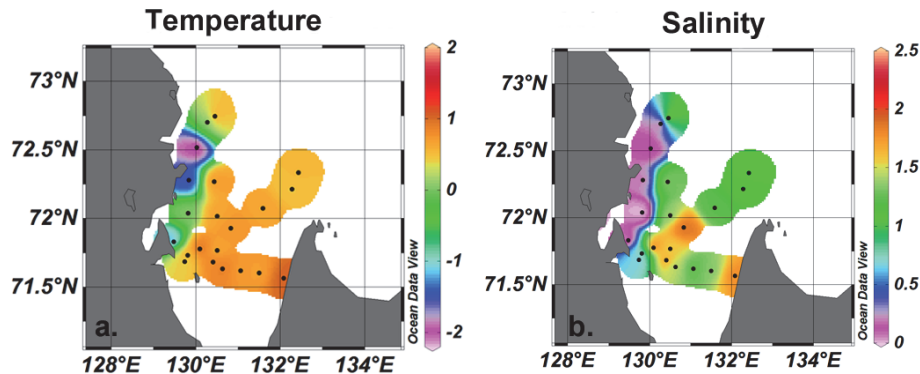 Temperature
Salinity
73°N
72.5°N
72°N
71.5°N
128°E
130°E
132°E
134°E
a.
2
1
0
-1
-2
Ocean Data View
73°N
72.5°N
72°N
71.5°N
128°E
130°E
132°E
134°E
b.
2.5
2
1.5
1
0.5
0
Ocean Data View